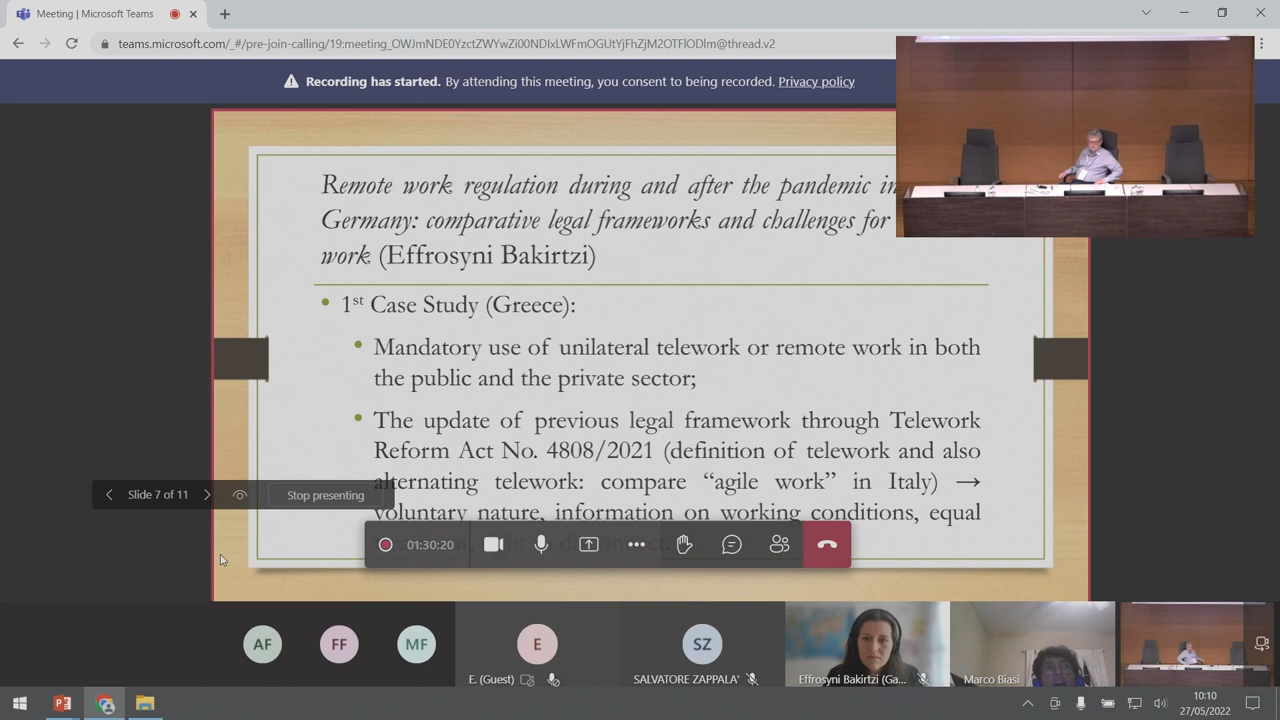 Meeting | Microsoft Teams
teams.microsoft.com/_#/pre-join-calling/19:meeting_OWJmNDE0YzctZWYwZi00NDIxLWFmOGUtYjFhZjM2OTFlODlm@thread.v2
Recording has started. By attending this meeting, you consent to being recorded. Privacy policy
Remote work regulation during and after the pandemic in
Germany: comparative legal frameworks and challenges for
work (Effrosyni Bakirtzi)
1st Case Study (Greece):
Mandatory use of unilateral telework or remote work in both
the public and the private sector;
The update of previous legal framework through Telework
Reform Act No. 4808/2021 (definition of telework and also
alternating telework: compare “agile work” in Italy) →
voluntary nature, information on working conditions, equal
Slide 7 of 11
Stop presenting
01:30:20
AF
FF
MF
E
SZ
E. (Guest)
SALVATORE ZAPPALA'
Effrosyni Bakirtzi (Ga...
Marco Biasi
10:10
27/05/2022